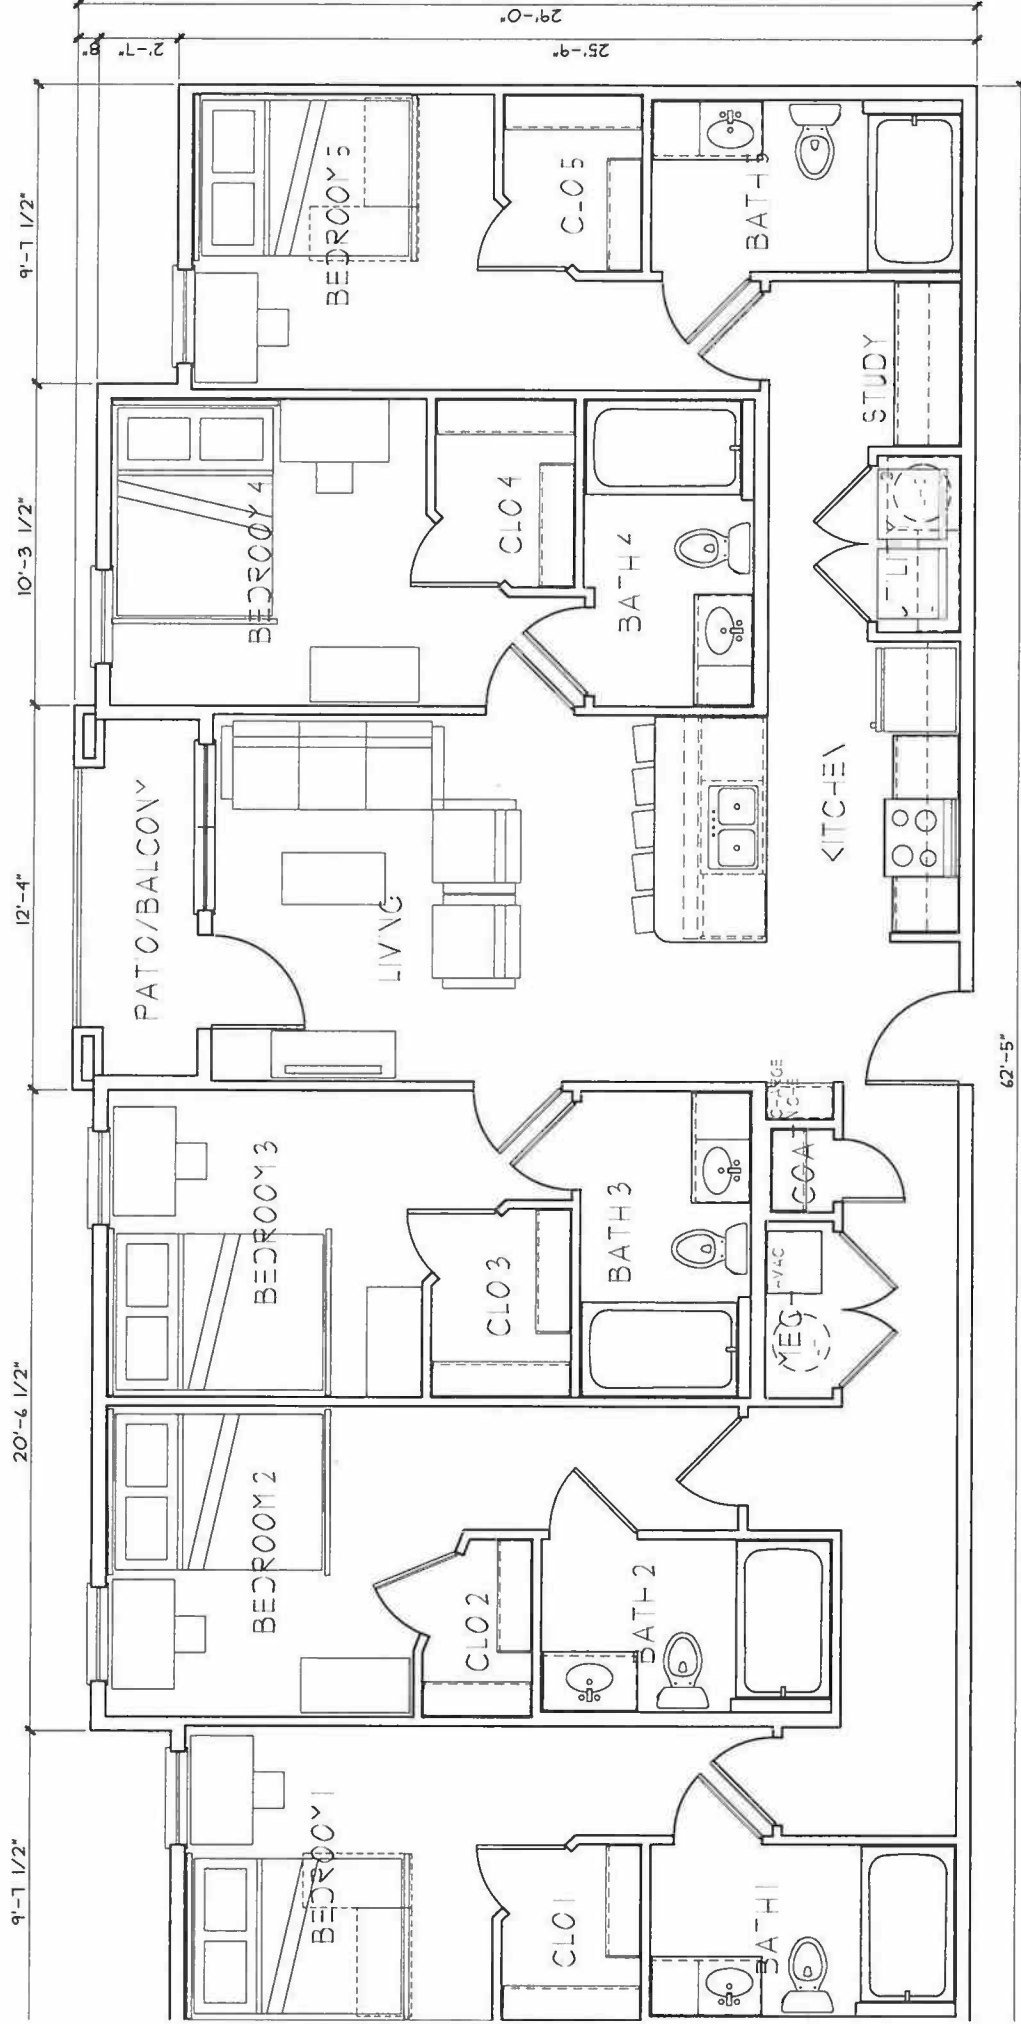 29'-0"
8"
2'-7"
25'-9"
9'-7 1/2"
10'-3 1/2"
12'-4"
20'-6 1/2"
9'-7 1/2"
62'-5"
BEDROOM 5
CLO 5
BATH 5
STUDY
BEDROOM 4
CLO 4
BATH 4
UTILITY
PATIO/BALCONY
LIVING
KITCHEN
BEDROOM 3
CLO 3
BATH 3
COAT
MECH
HVAC
BEDROOM 2
CLO 2
BATH 2
BEDROOM 1
CLO 1
BATH 1